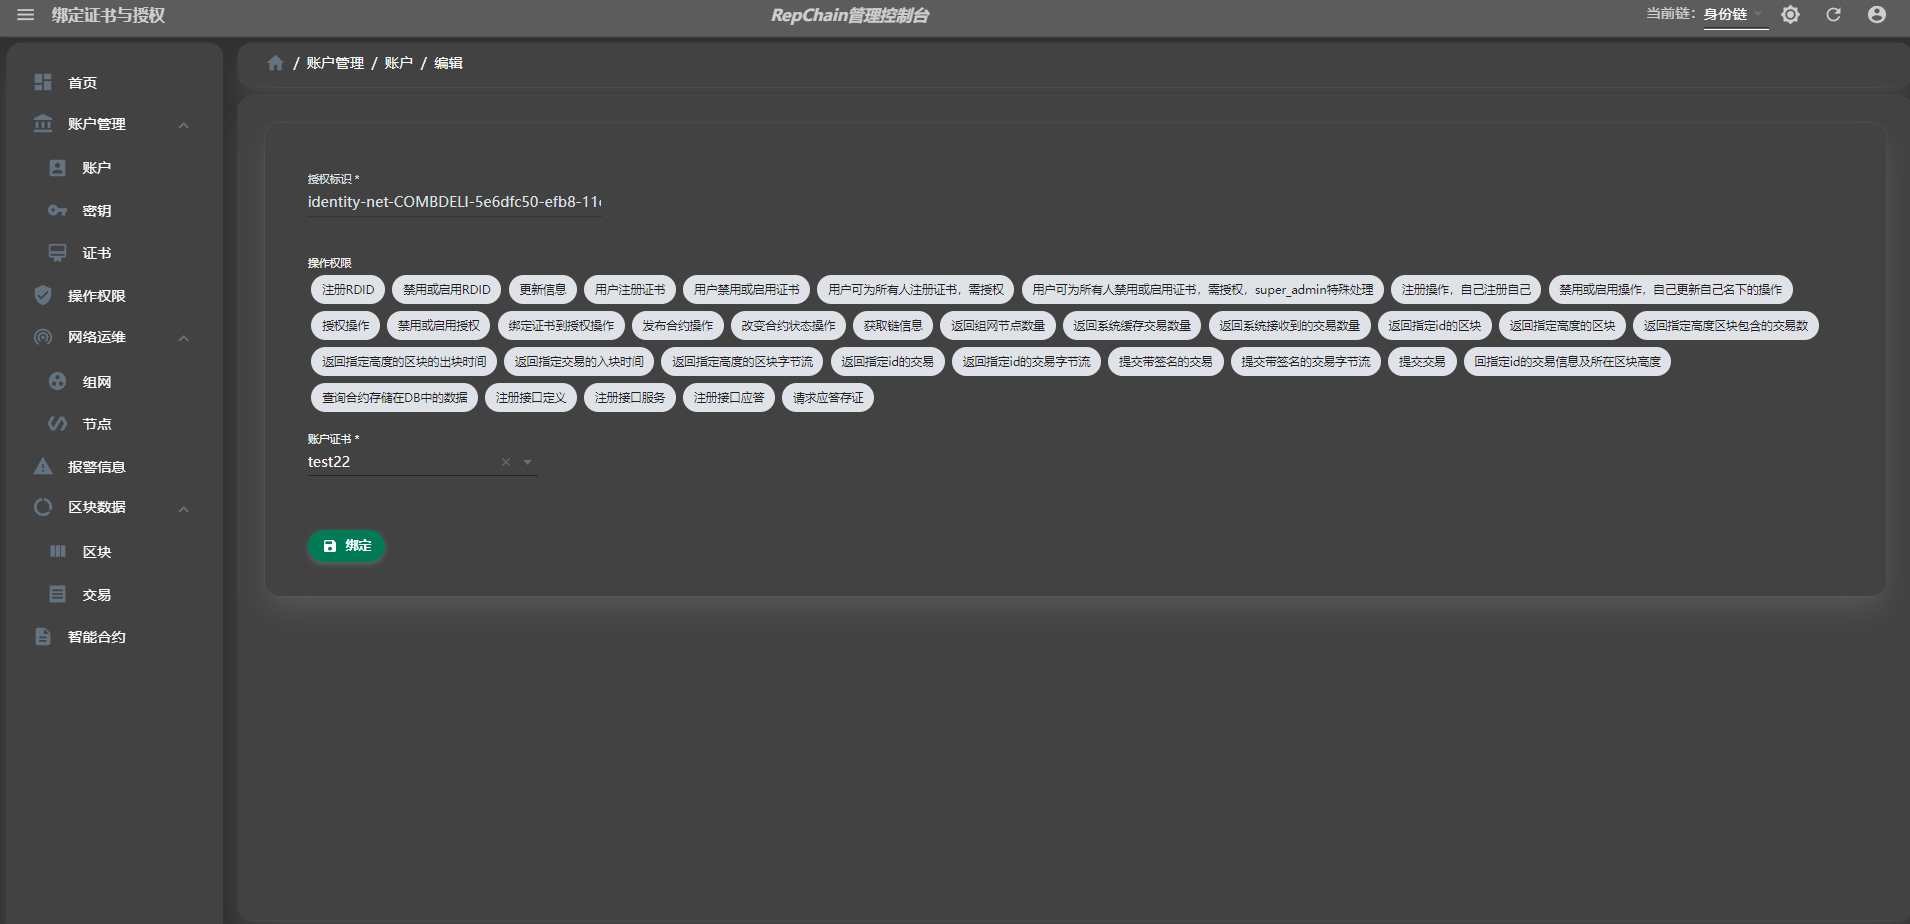 绑定证书与授权
RepChain管理控制台
当前链：身份链
首页
账户管理
账户
密钥
证书
操作权限
网络运维
组网
节点
报警信息
区块数据
区块
交易
智能合约
/ 账户管理 / 账户 / 编辑
授权标识 *
identity-net-COMBDELI-5e6dfc50-efb8-11
操作权限
注册RDID 禁用或启用RDID 更新信息 用户注册证书 用户禁用或启用证书 用户可为所有人注册证书，需授权 用户可为所有人禁用或启用证书，需授权，super_admin特殊处理 注册操作，自己注册自己 禁用或启用操作，自己更新自己名下的操作
授权操作 禁用或启用授权 绑定证书到授权操作 发布合约操作 改变合约状态操作 获取链信息 返回组网节点数量 返回系统缓存交易数量 返回系统接收到的交易数量 返回指定id的区块 返回指定高度的区块 返回指定高度区块包含的交易数
返回指定高度的区块的出块时间 返回指定交易的入块时间 返回指定高度的区块字节流 返回指定id的交易 返回指定id的交易字节流 提交带签名的交易 提交带签名的交易字节流 提交交易 回指定id的交易信息及所在区块高度
查询合约存储在DB中的数据 注册接口定义 注册接口服务 注册接口应答 请求应答存证
账户证书 *
test22
绑定